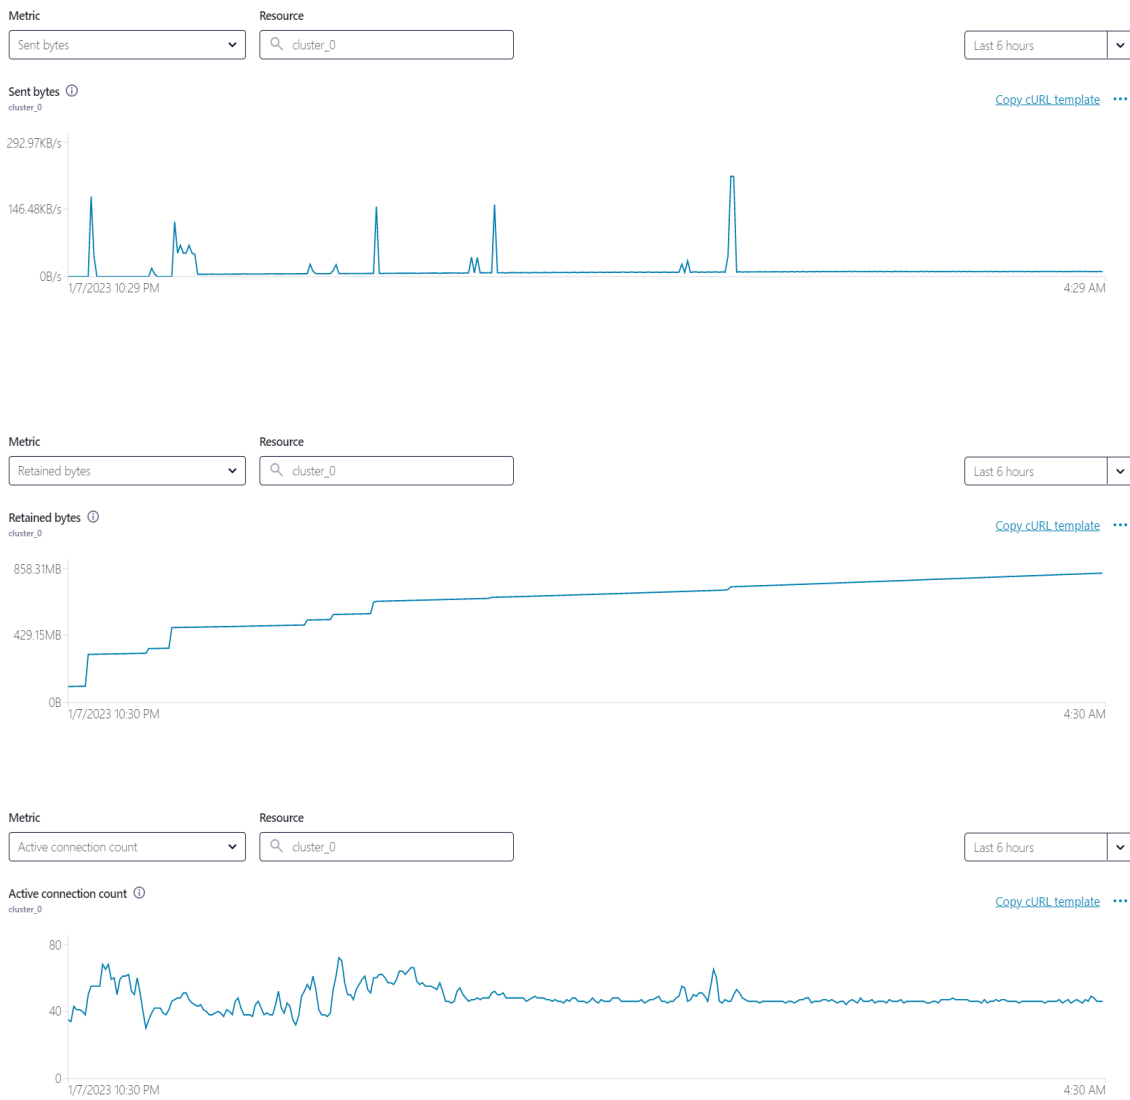 Metric Resource
Sent bytes cluster_0 Last 6 hours
Sent bytes
cluster_0 Copy cURL template
292.97KB/s
146.48KB/s
0B/s
1/7/2023 10:29 PM 4:29 AM
Metric Resource
Retained bytes cluster_0 Last 6 hours
Retained bytes
cluster_0 Copy cURL template
858.31MB
429.15MB
0B
1/7/2023 10:30 PM 4:30 AM
Metric Resource
Active connection count cluster_0 Last 6 hours
Active connection count
cluster_0 Copy cURL template
80
40
0
1/7/2023 10:30 PM 4:30 AM